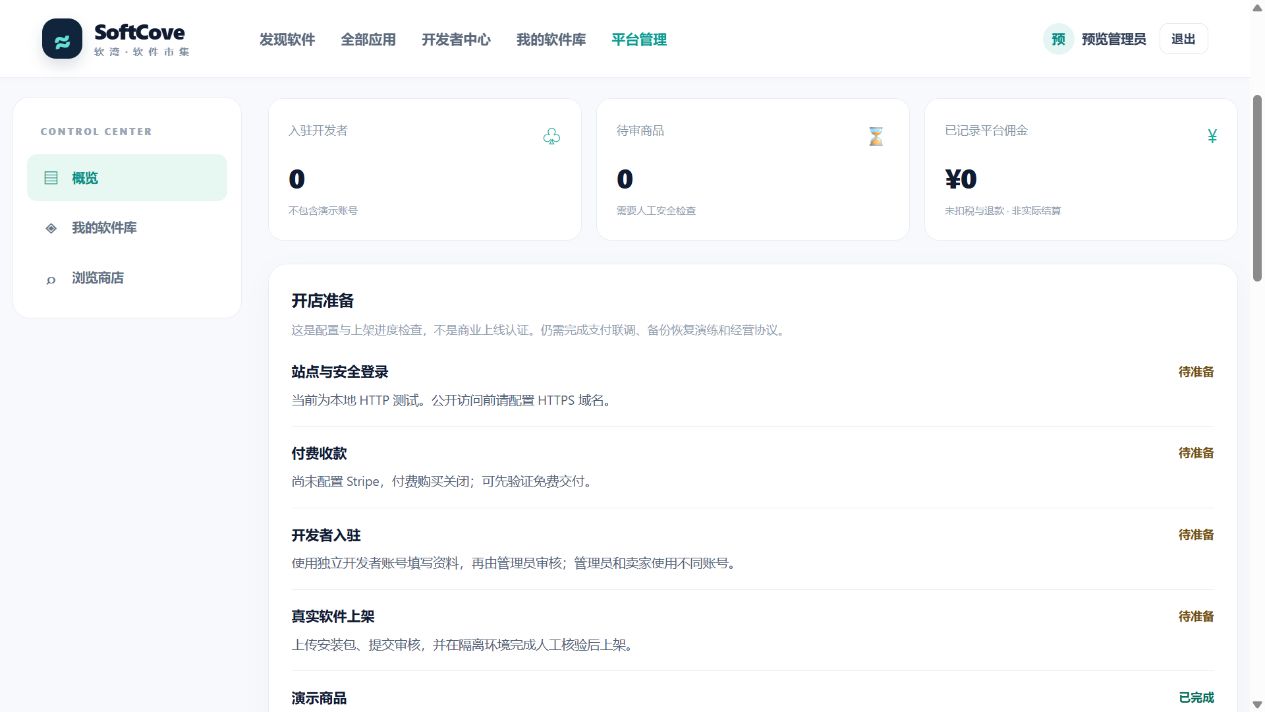 SoftCove
软湾·软件市集
发现软件 全部应用 开发者中心 我的软件库 平台管理
预 预览管理员 退出
CONTROL CENTER
概览
我的软件库
浏览商店
入驻开发者
0
不包含演示账号
待审商品
0
需要人工安全检查
已记录平台佣金
¥
¥0
未扣税与退款 · 非实际结算
开店准备
这是配置与上架进度检查，不是商业上线认证。仍需完成支付联调、备份恢复演练和经营协议。
站点与安全登录 待准备
当前为本地 HTTP 测试。公开访问前请配置 HTTPS 域名。
付费收款 待准备
尚未配置 Stripe，付费购买关闭；可先验证免费交付。
开发者入驻 待准备
使用独立开发者账号填写资料，再由管理员审核；管理员和卖家使用不同账号。
真实软件上架 待准备
上传安装包、提交审核，并在隔离环境完成人工核验后上架。
演示商品 已完成